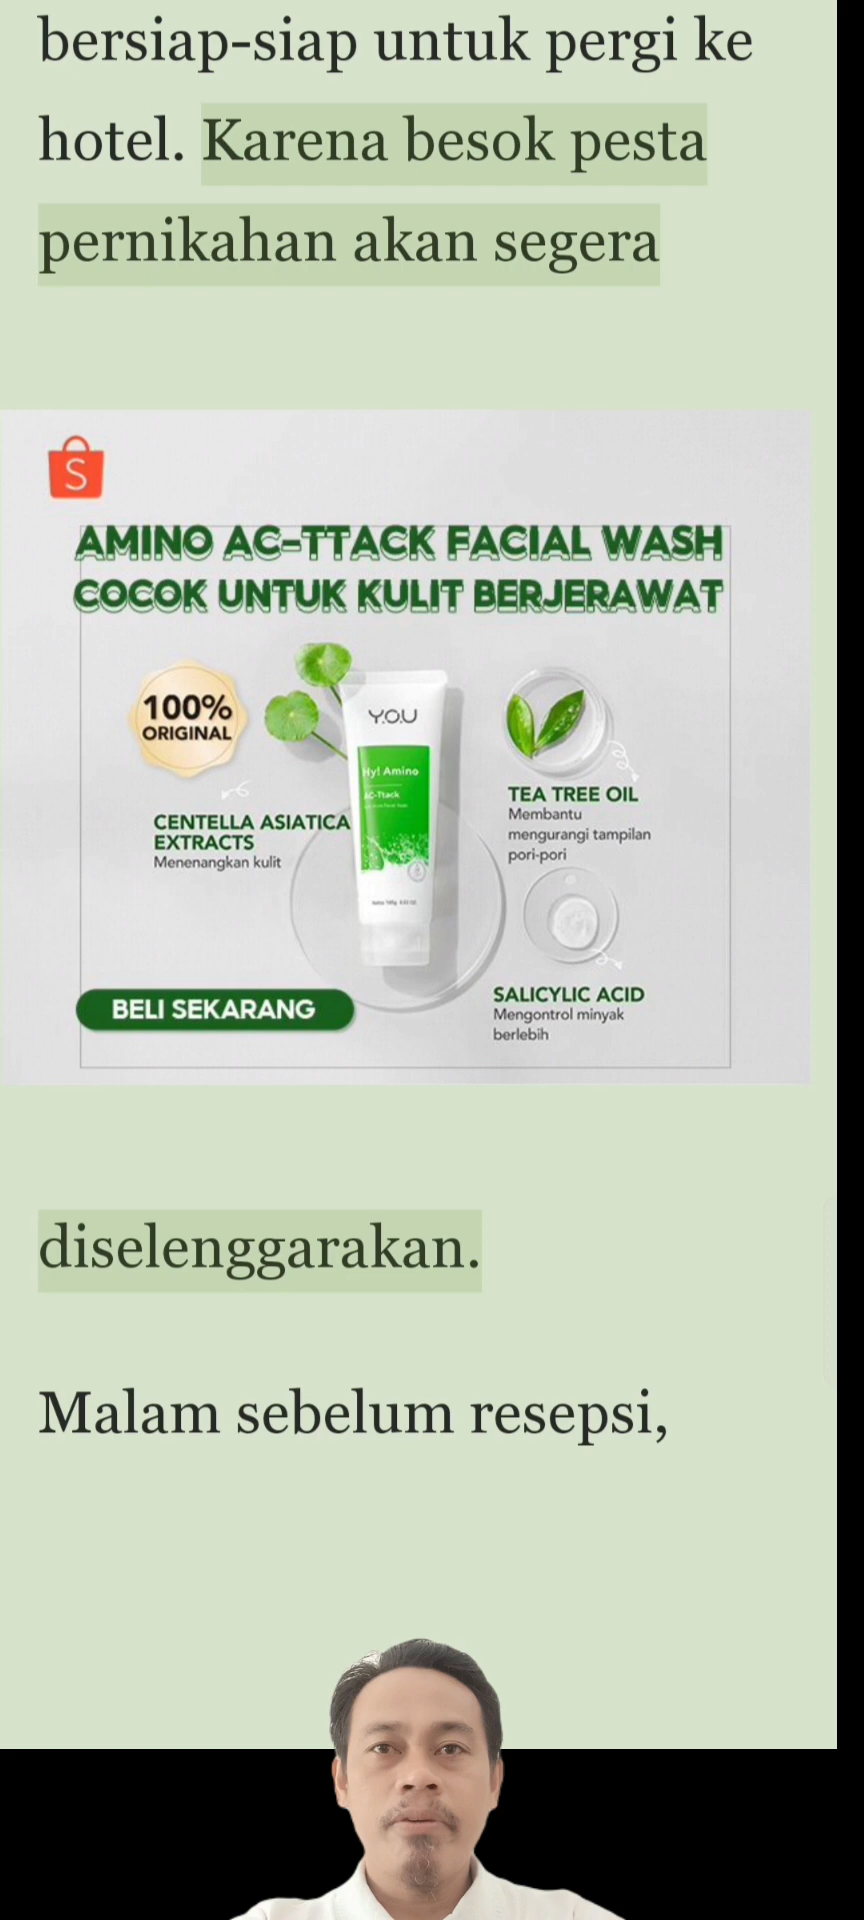 bersiap-siap untuk pergi ke
hotel. Karena besok pesta
pernikahan akan segera
S
AMINO AC-TTACK FACIAL WASH
COCOK UNTUK KULIT BERJERAWAT
100%
ORIGINAL
Y.O.U
Hy! Amino
AC-Ttack
CENTELLA ASIATICA
EXTRACTS
Menenangkan kulit
TEA TREE OIL
Membantu
mengurangi tampilan
pori-pori
SALICYLIC ACID
Mengontrol minyak
berlebih
BELI SEKARANG
diselenggarakan.
Malam sebelum resepsi,